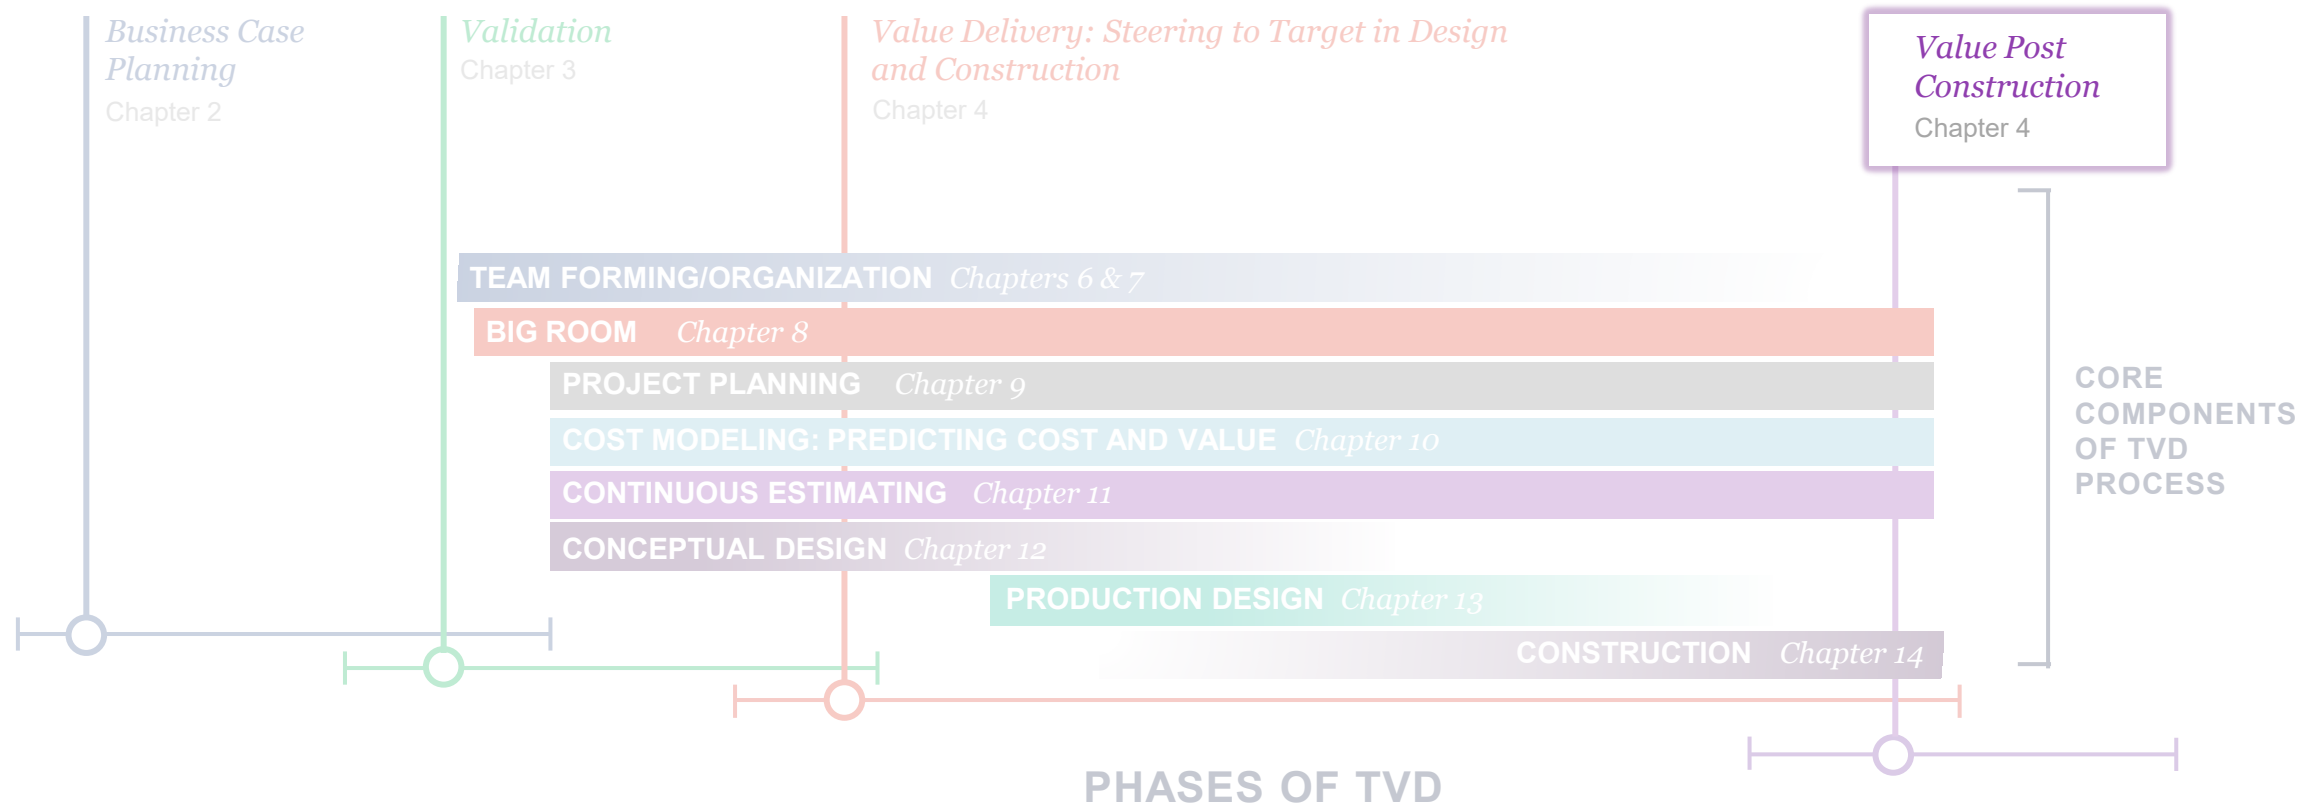 Business Case
Planning
Chapter 2
Validation
Chapter 3
Value Delivery: Steering to Target in Design
and Construction
Chapter 4
Value Post
Construction
Chapter 4
TEAM FORMING/ORGANIZATION Chapters 6 & 7
BIG ROOM Chapter 8
PROJECT PLANNING Chapter 9
COST MODELING: PREDICTING COST AND VALUE Chapter 10
CONTINUOUS ESTIMATING Chapter 11
CONCEPTUAL DESIGN Chapter 12
PRODUCTION DESIGN Chapter 13
CONSTRUCTION Chapter 14
CORE
COMPONENTS
OF TVD
PROCESS
PHASES OF TVD